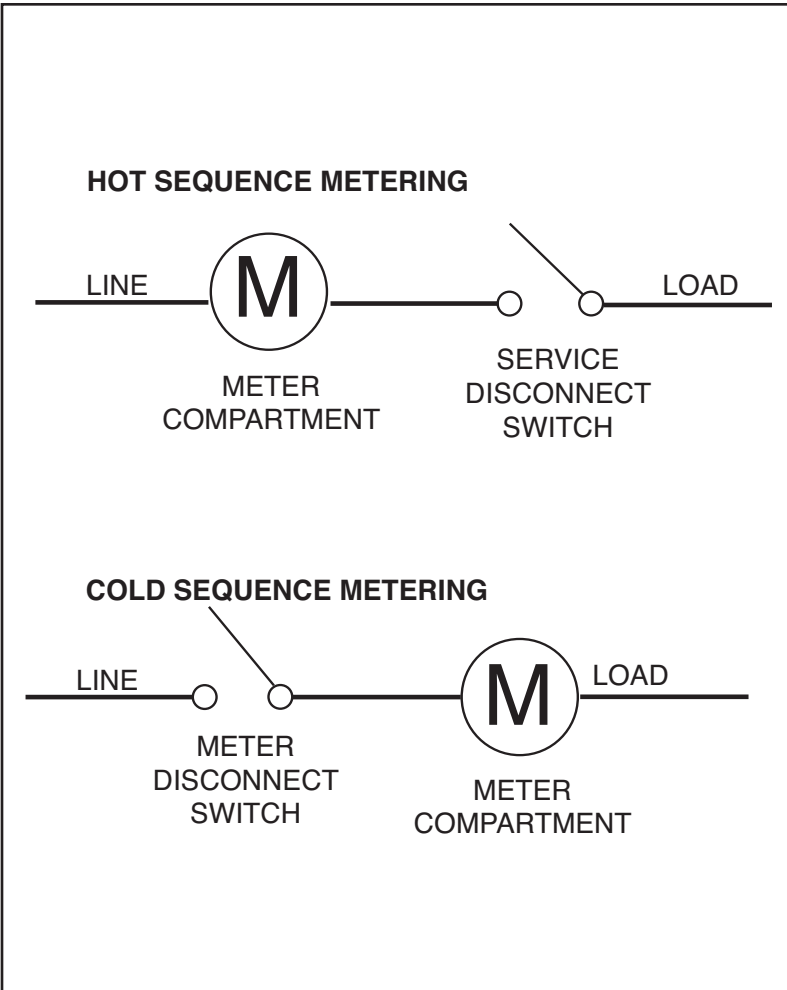 HOT SEQUENCE METERING
LINE
M
LOAD
METER
COMPARTMENT
SERVICE
DISCONNECT
SWITCH
COLD SEQUENCE METERING
LINE
M
LOAD
METER
DISCONNECT
SWITCH
METER
COMPARTMENT